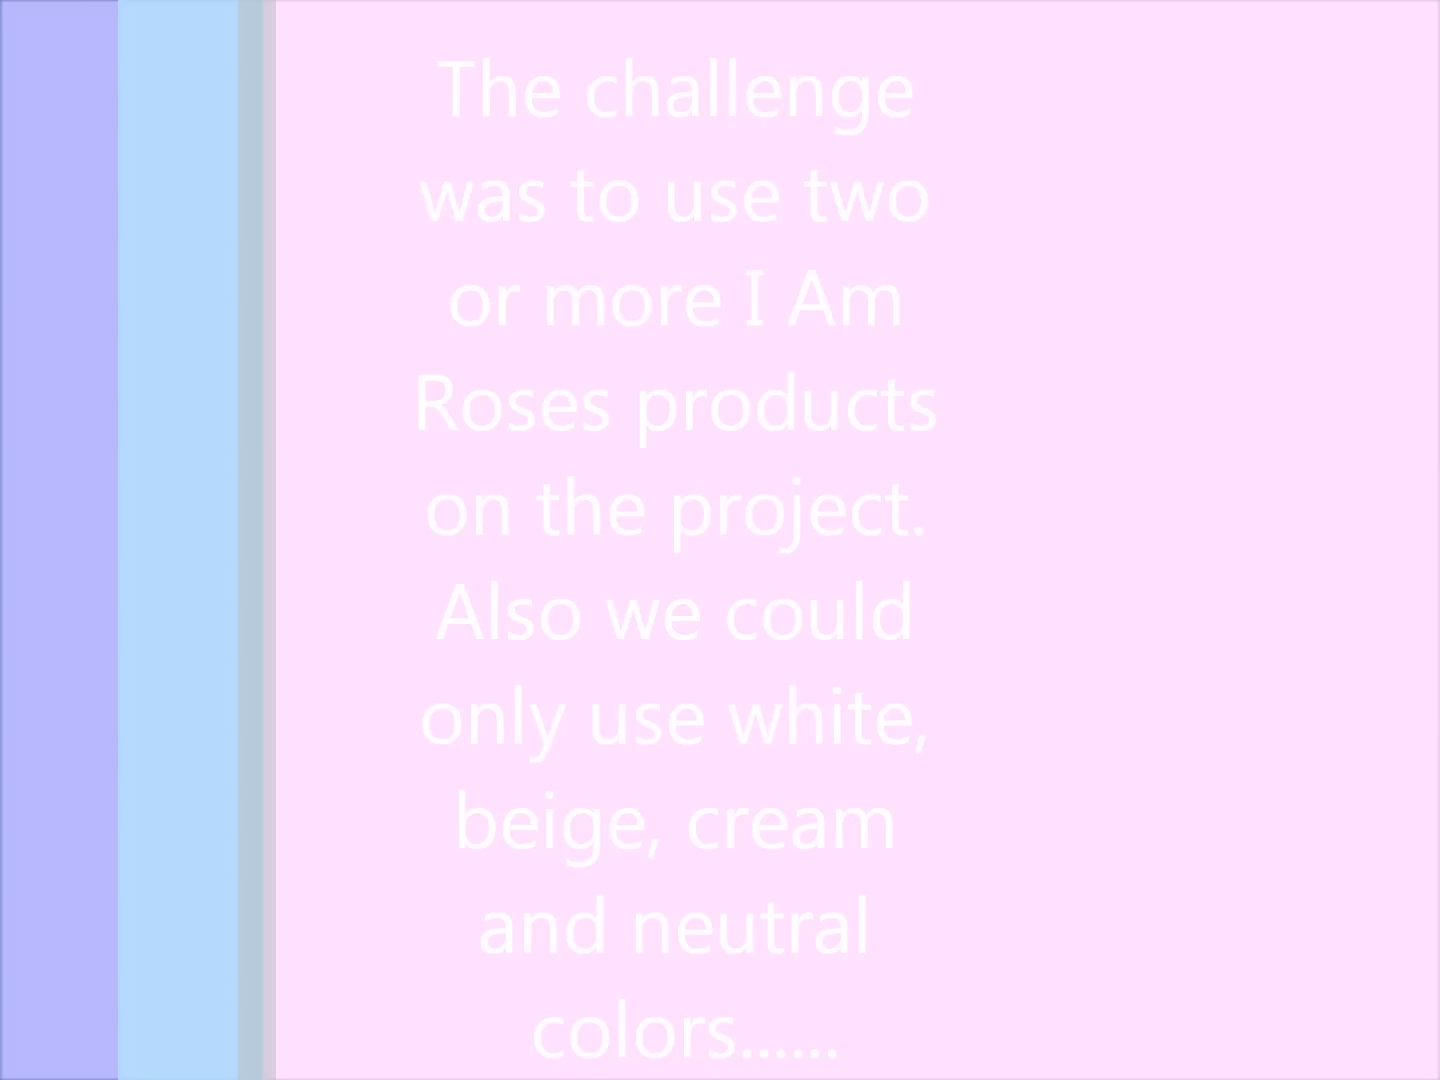 The challenge
was to use two
or more I Am
Roses products
on the project.
Also we could
only use white,
beige, cream
and neutral
colors......